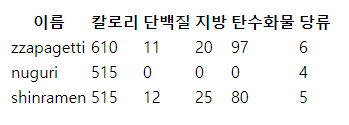 이름 칼로리 단백질 지방 탄수화물 당류
zzapagetti 610 11 20 97 6
nuguri 515 0 0 0 4
shinramen 515 12 25 80 5